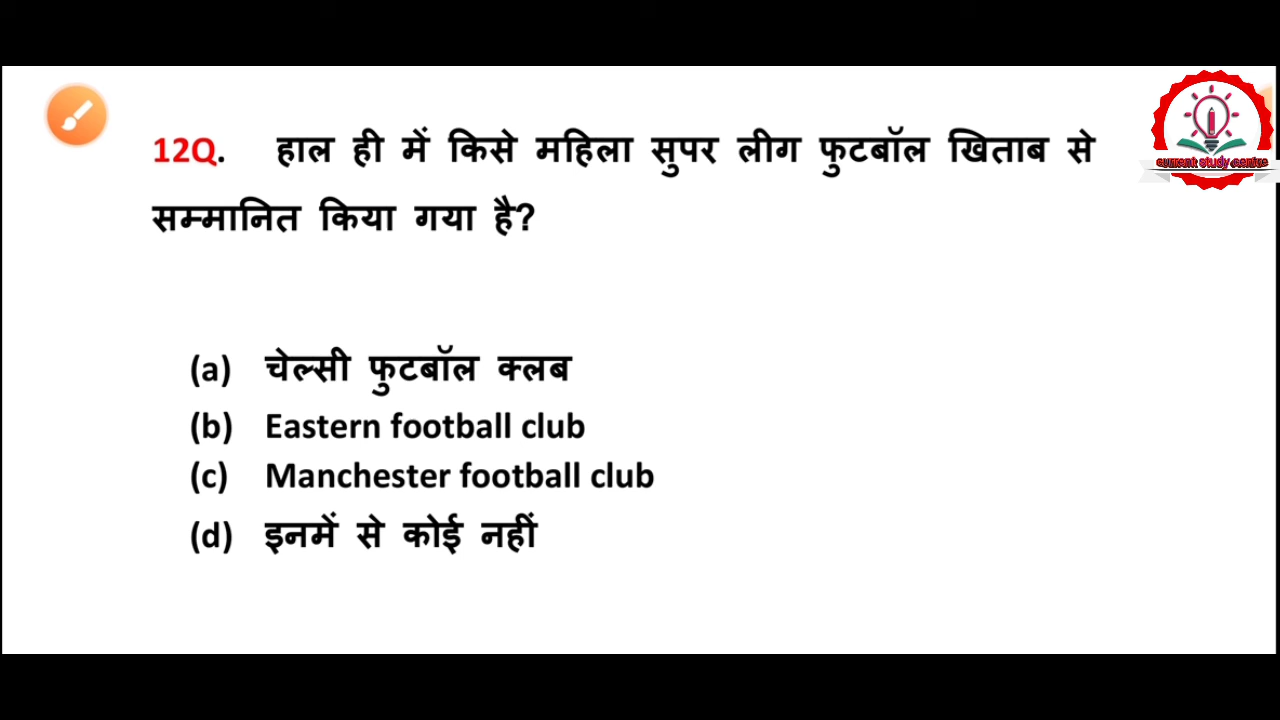 12Q. हाल ही में किसे महिला सुपर लीग फुटबॉल खिताब से
सम्मानित किया गया है?
(a) चेल्सी फुटबॉल क्लब
(b) Eastern football club
(c) Manchester football club
(d) इनमें से कोई नहीं
current study centre